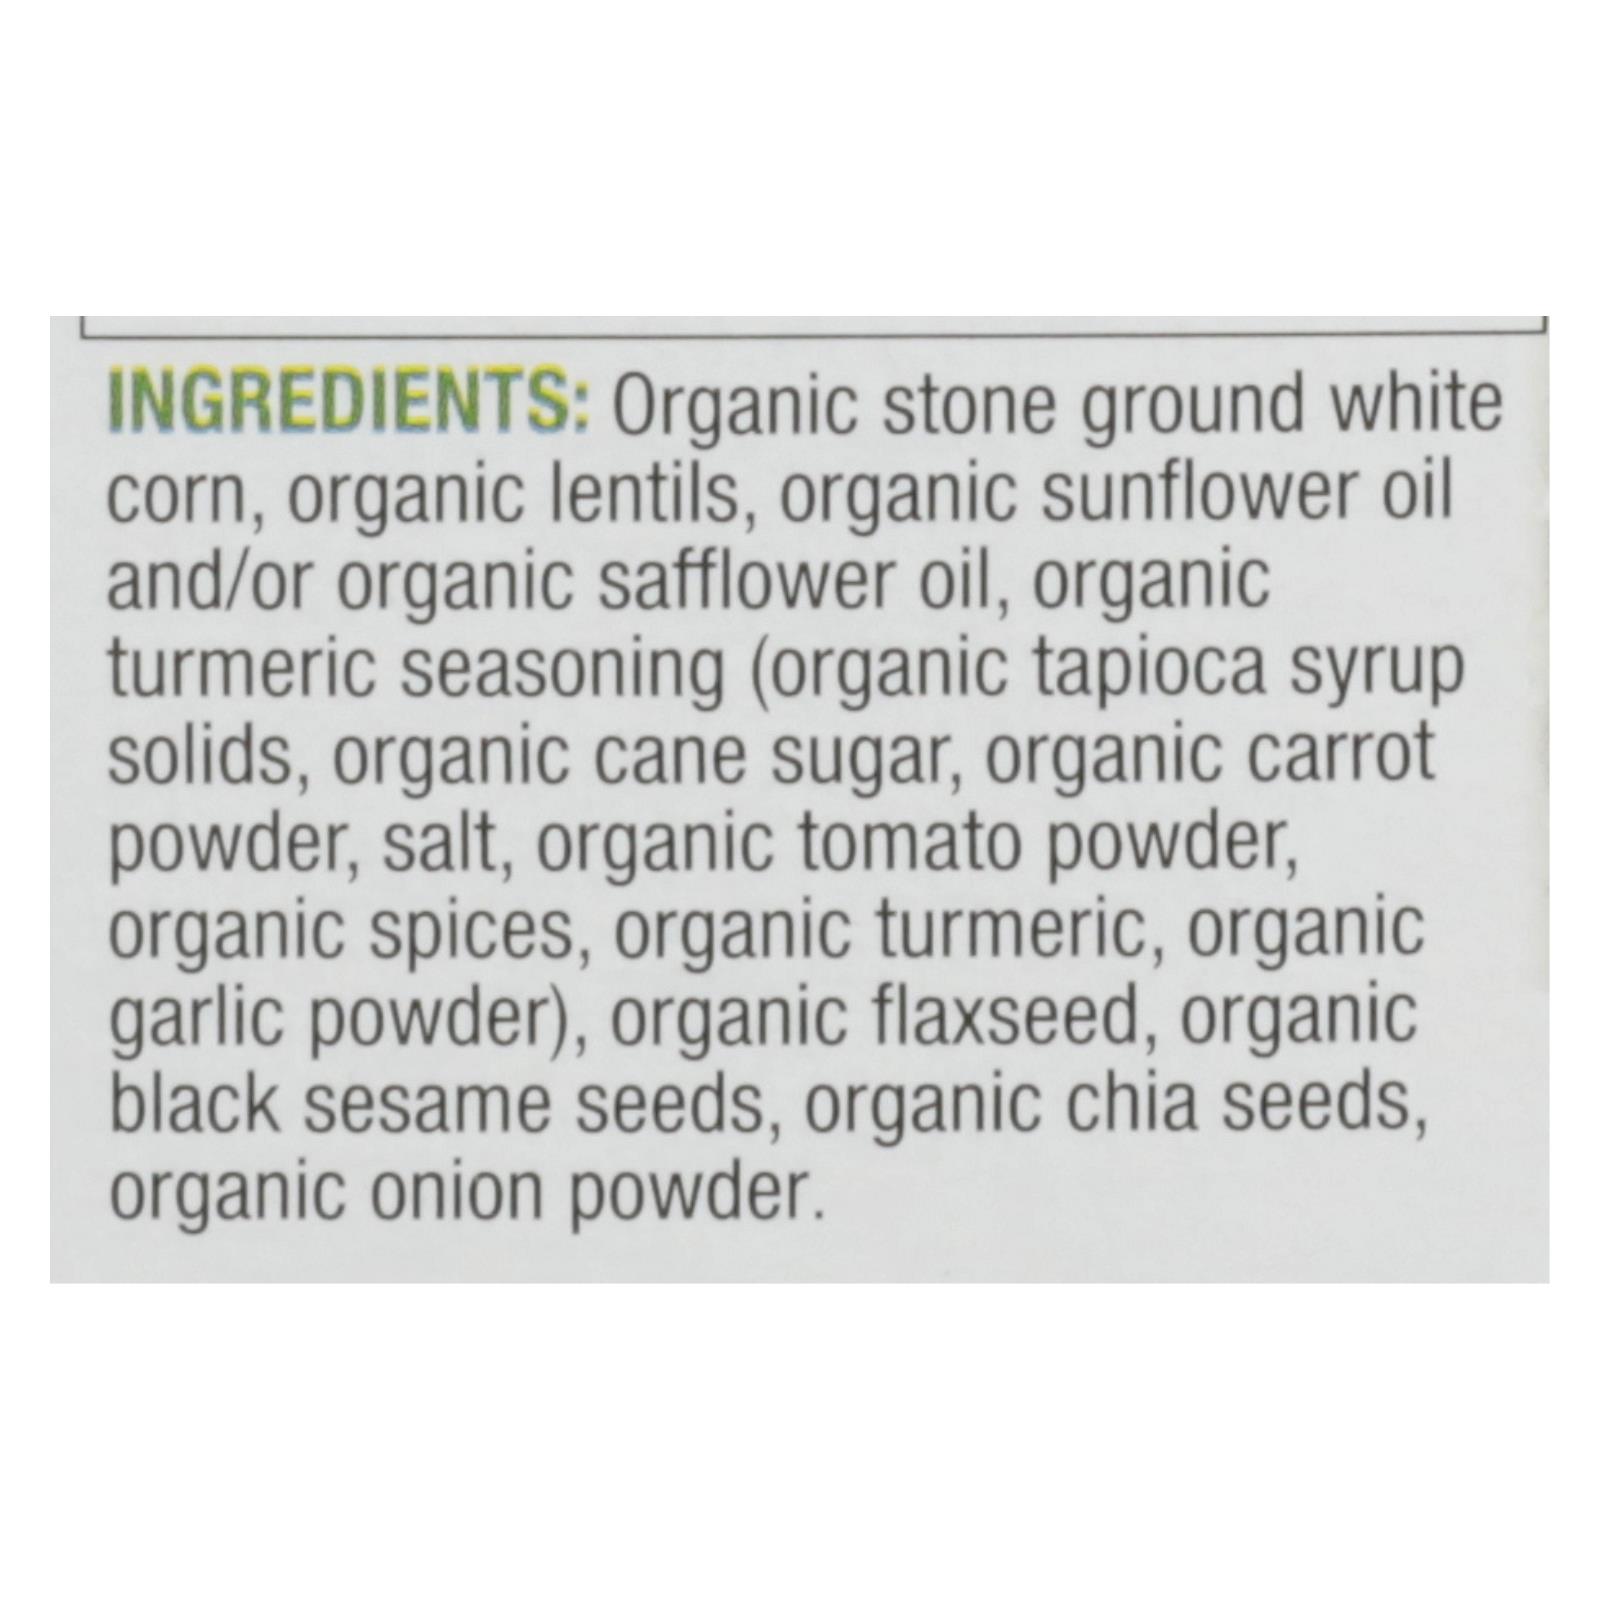 INGREDIENTS: Organic stone ground white
corn, organic lentils, organic sunflower oil
and/or organic safflower oil, organic
turmeric seasoning (organic tapioca syrup
solids, organic cane sugar, organic carrot
powder, salt, organic tomato powder,
organic spices, organic turmeric, organic
garlic powder), organic flaxseed, organic
black sesame seeds, organic chia seeds,
organic onion powder.